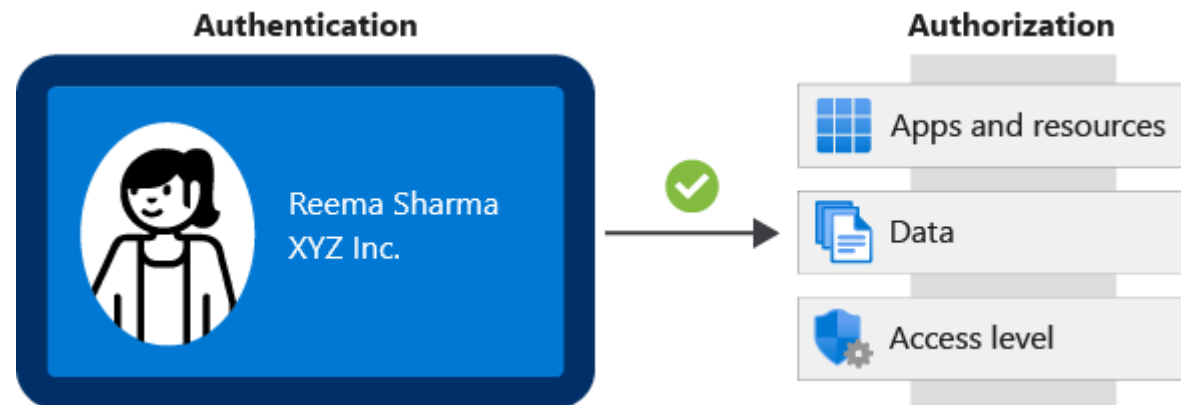 Authentication
Reema Sharma
XYZ Inc.
Authorization
Apps and resources
Data
Access level